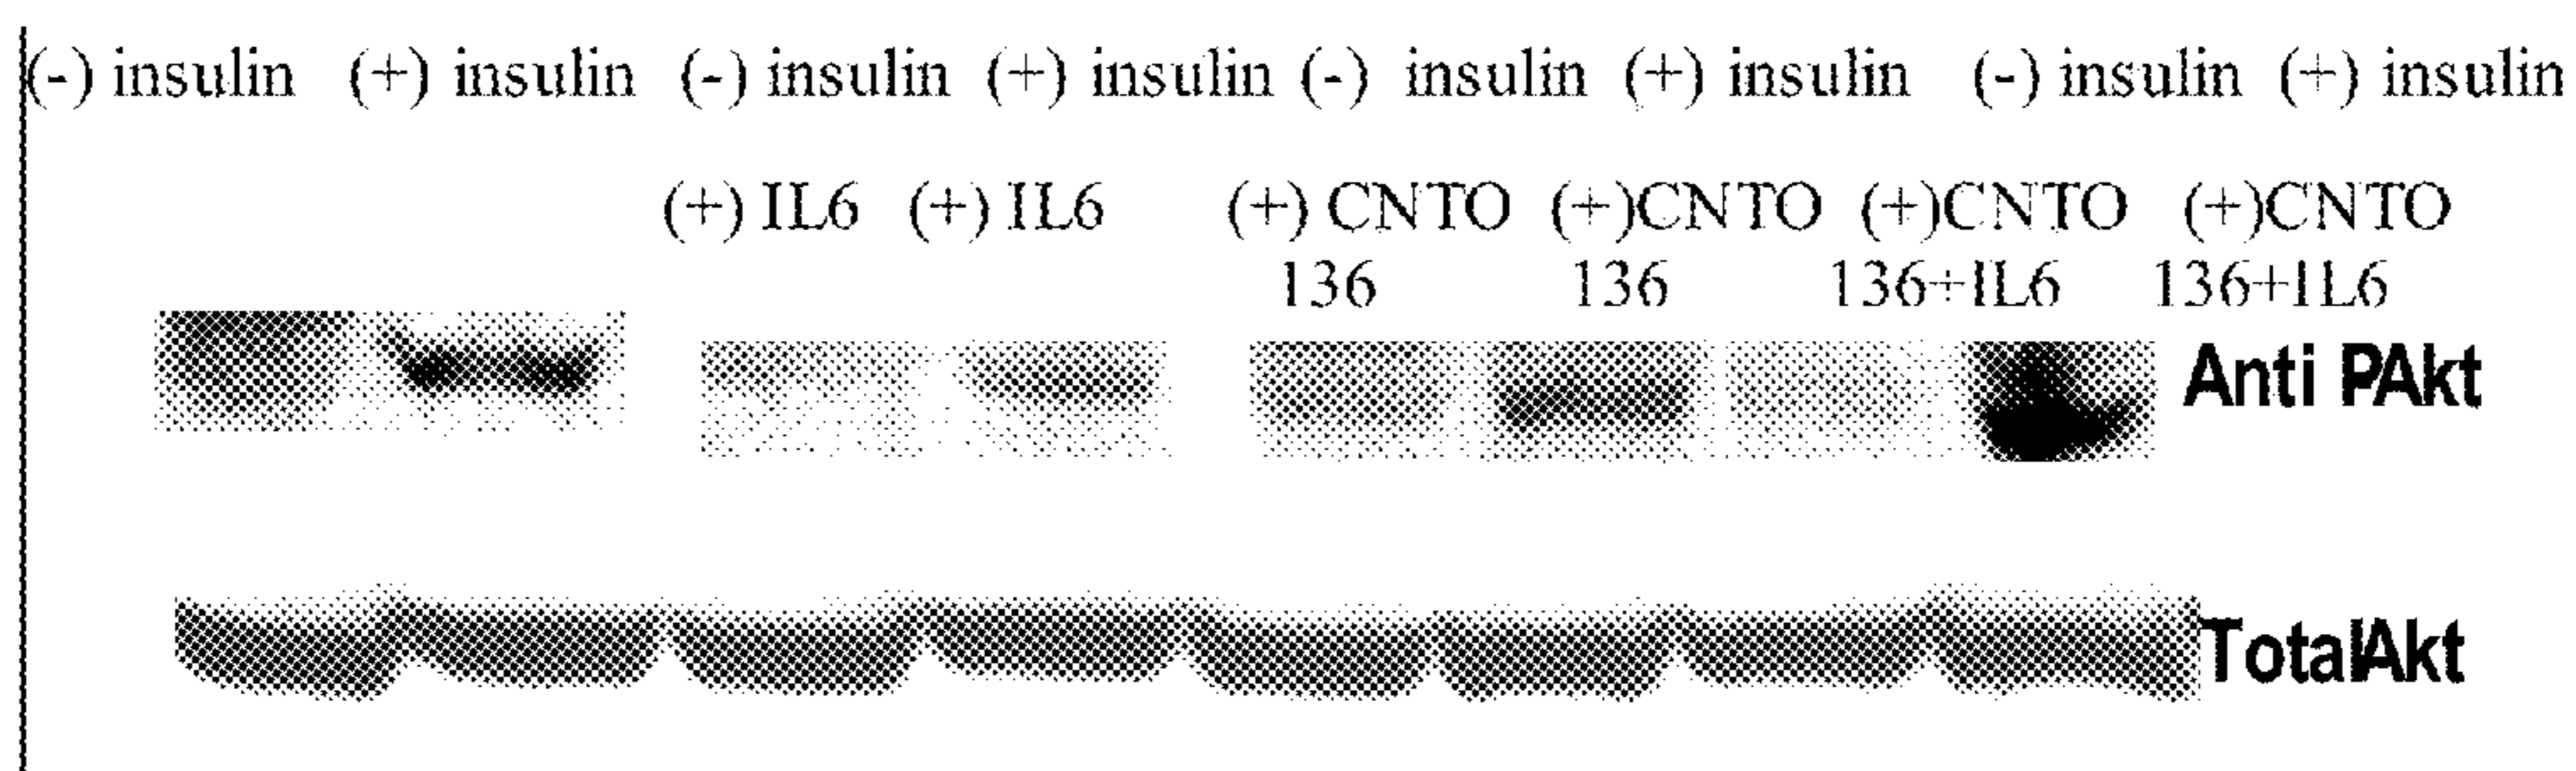 (-) insulin (+) insulin (-) insulin (+) insulin (-) insulin (+) insulin (-) insulin (+) insulin
(+) IL6 (+) IL6 (+) CNTO (+)CNTO (+)CNTO (+)CNTO
136 136 136+IL6 136+IL6
Anti PAkt
TotalAkt